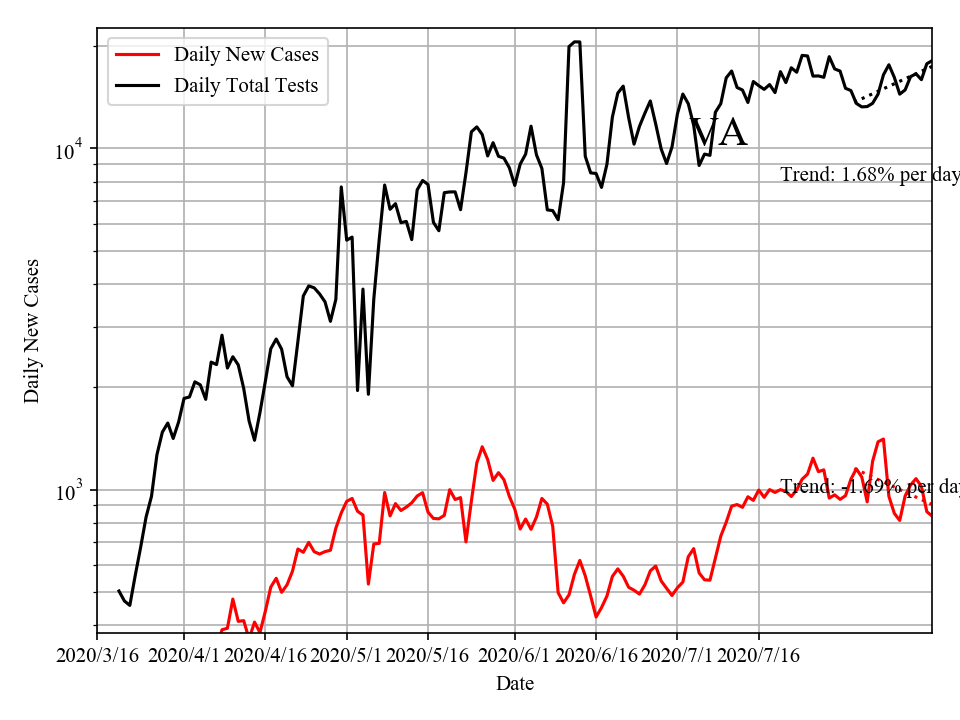 Daily New Cases
Daily Total Tests
VA
10^4
Trend: 1.68% per day
Daily New Cases
10^3
Trend: -1.69% per day
2020/3/16 2020/4/1 2020/4/16 2020/5/1 2020/5/16 2020/6/1 2020/6/16 2020/7/1 2020/7/16
Date